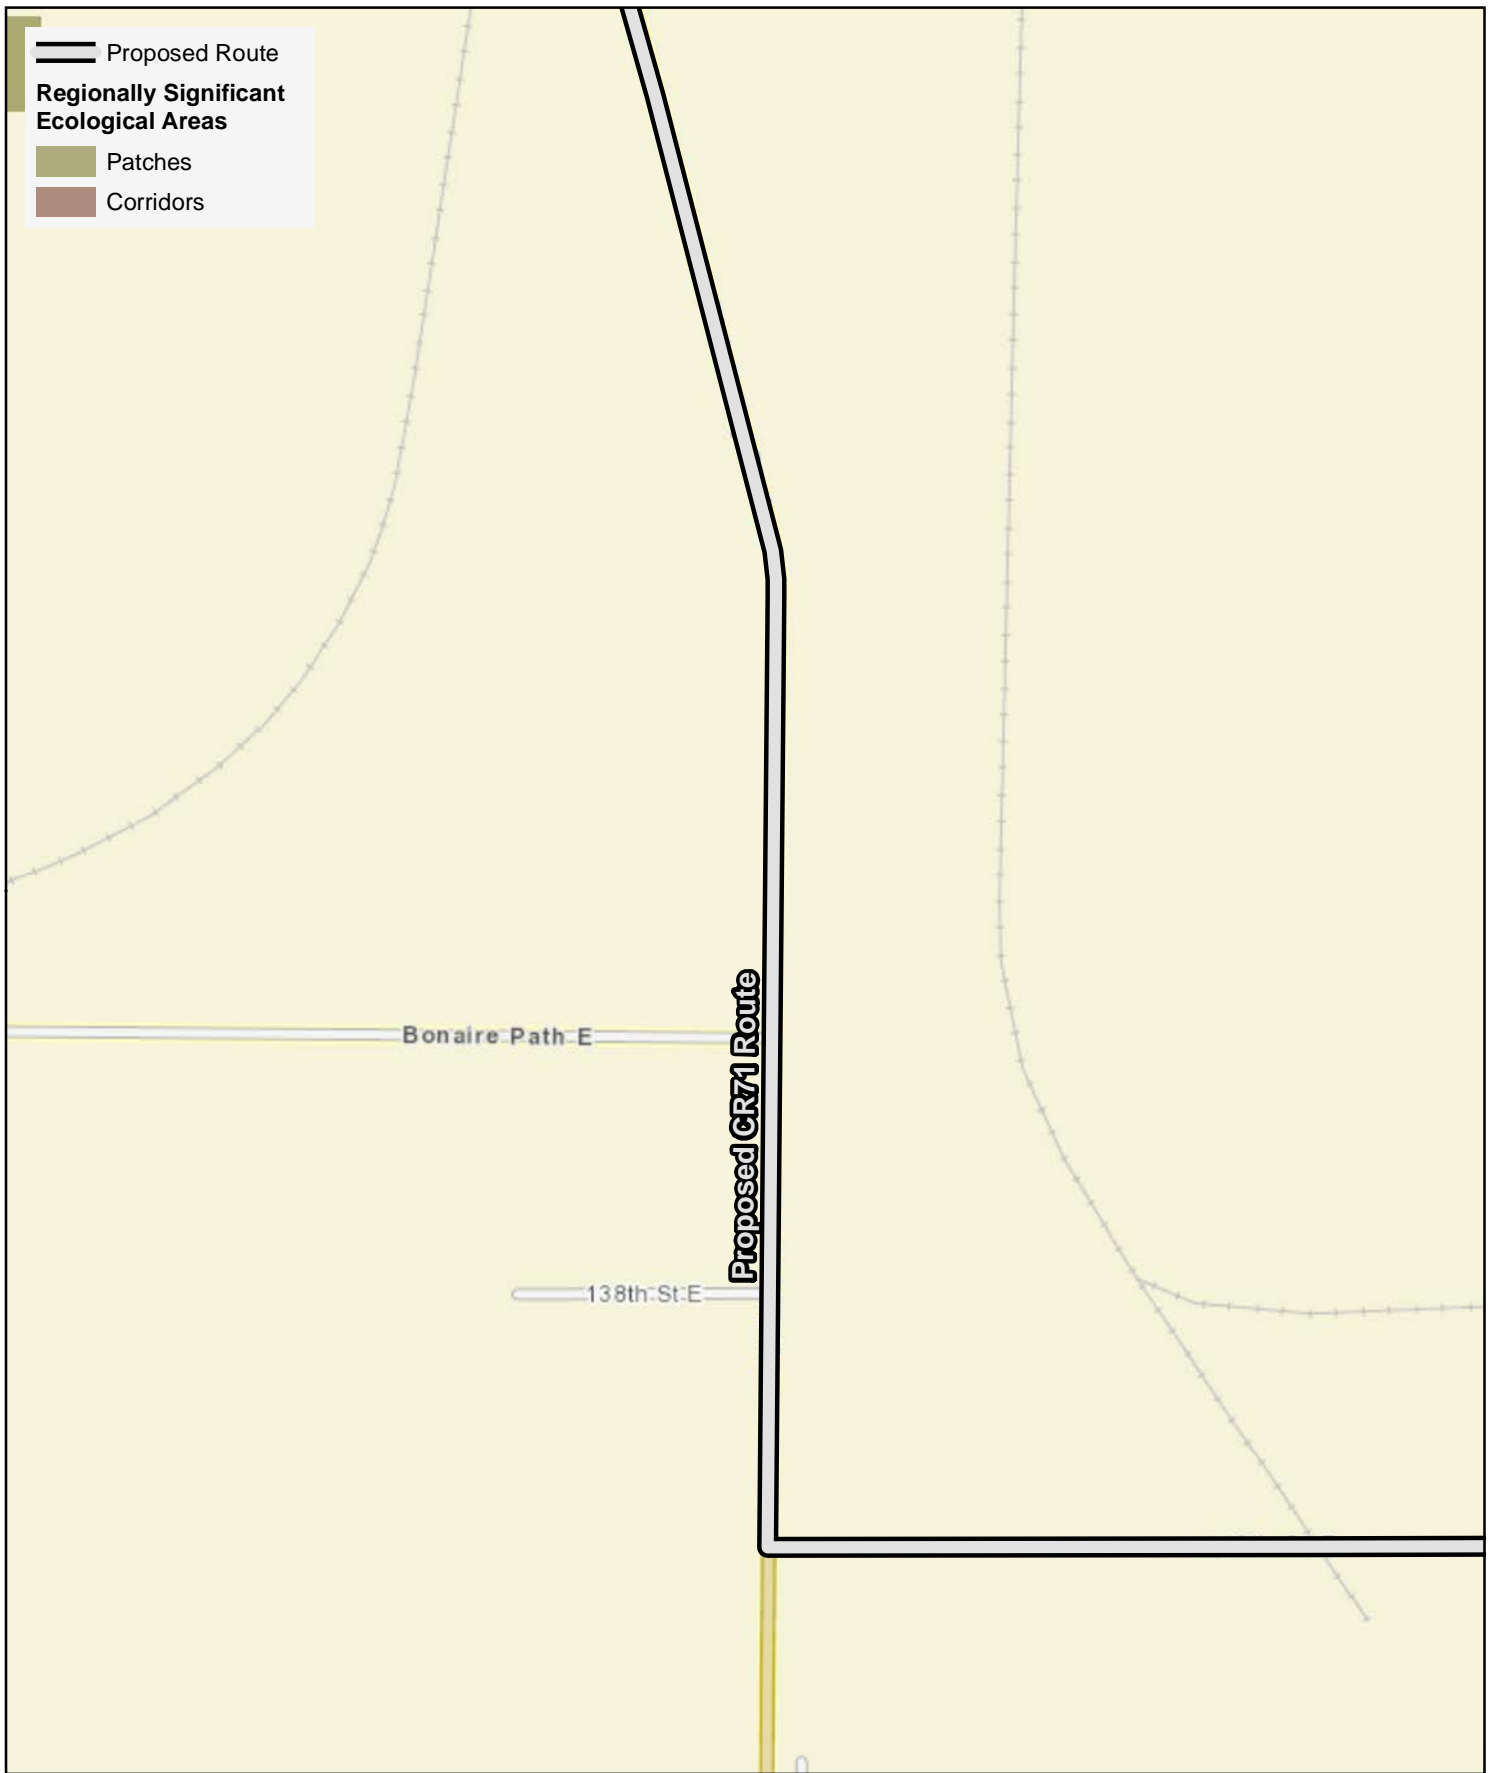 Proposed Route
Regionally Significant
Ecological Areas
Patches
Corridors
Bonaire Path E
Proposed CR71 Route
138th St E